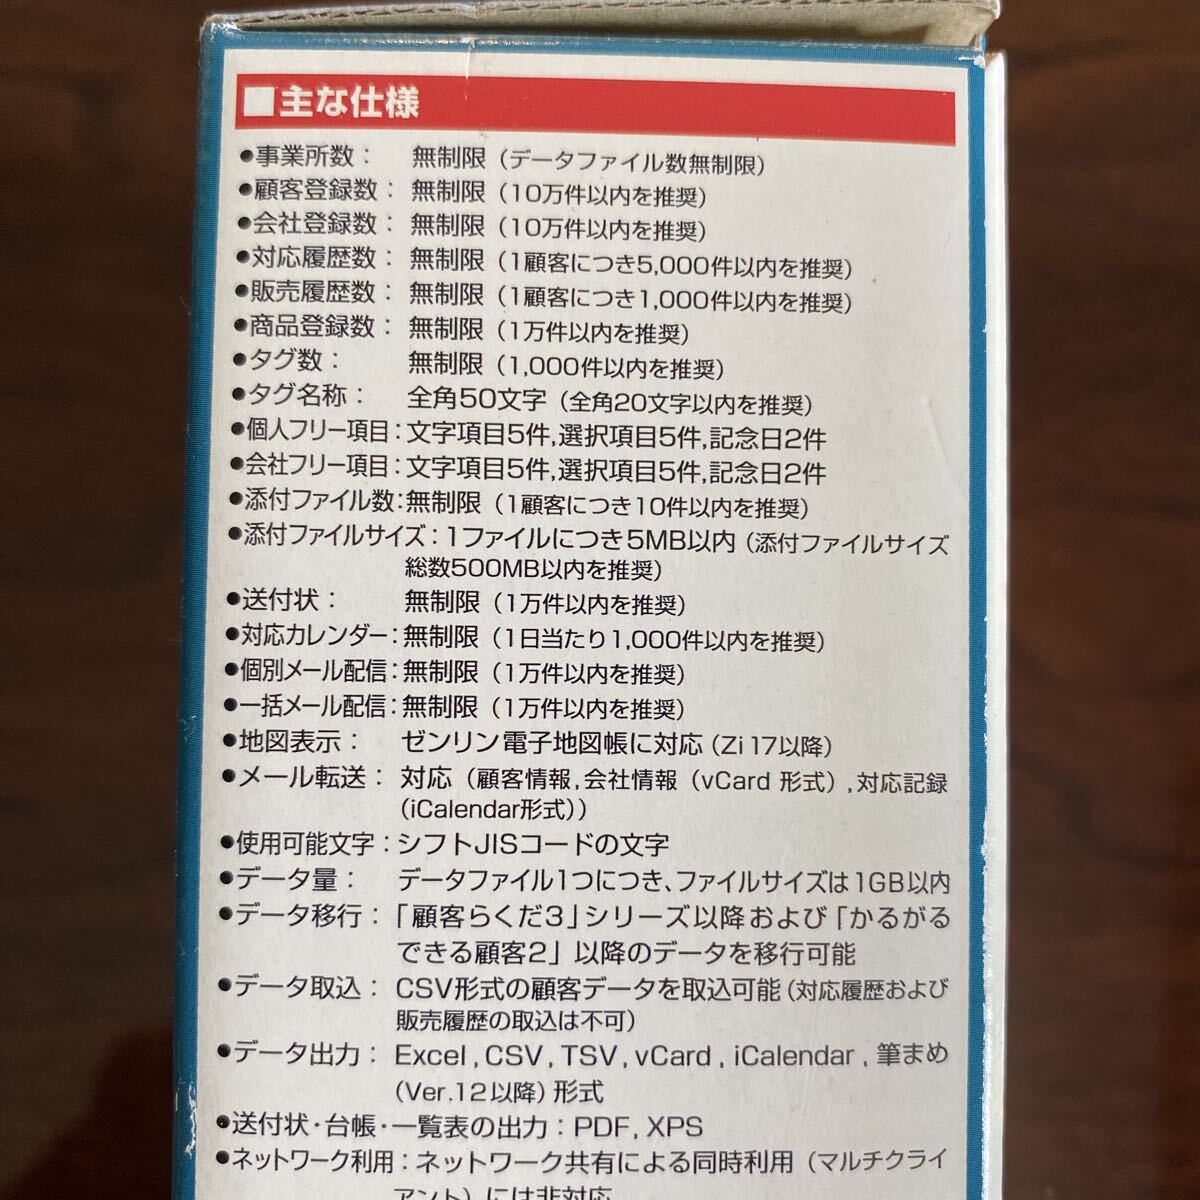 ■主な仕様
●事業所数： 無制限（データファイル数無制限）
●顧客登録数： 無制限（10万件以内を推奨）
●会社登録数： 無制限（10万件以内を推奨）
●対応履歴数： 無制限（1顧客につき5,000件以内を推奨）
●販売履歴数： 無制限（1顧客につき1,000件以内を推奨）
●商品登録数： 無制限（1万件以内を推奨）
●タグ数： 無制限（1,000件以内を推奨）
●タグ名称： 全角50文字（全角20文字以内を推奨）
●個人フリー項目：文字項目5件,選択項目5件,記念日2件
●会社フリー項目：文字項目5件,選択項目5件,記念日2件
●添付ファイル数：無制限（1顧客につき10件以内を推奨）
●添付ファイルサイズ：1ファイルにつき5MB以内（添付ファイルサイズ
総数500MB以内を推奨）
●送付状： 無制限（1万件以内を推奨）
●対応カレンダー：無制限（1日当たり1,000件以内を推奨）
●個別メール配信：無制限（1万件以内を推奨）
●一括メール配信：無制限（1万件以内を推奨）
●地図表示： ゼンリン電子地図帳に対応（Zi 17以降）
●メール転送： 対応（顧客情報,会社情報（vCard 形式）,対応記録
（iCalendar形式））
●使用可能文字：シフトJISコードの文字
●データ量： データファイル1つにつき、ファイルサイズは1GB以内
●データ移行：「顧客らくだ3」シリーズ以降および「かるがる
できる顧客2」以降のデータを移行可能
●データ取込： CSV形式の顧客データを取込可能（対応履歴および
販売履歴の取込は不可）
●データ出力： Excel, CSV, TSV, vCard, iCalendar, 筆まめ
（Ver.12以降）形式
●送付状・台帳・一覧表の出力：PDF, XPS
●ネットワーク利用：ネットワーク共有による同時利用（マルチクライ
アント）には非対応